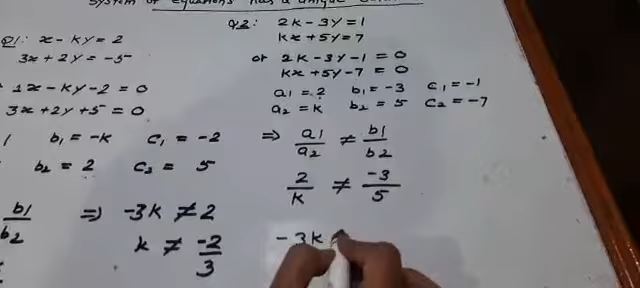 system of equations has a unique
Q1: x - ky = 2
3x + 2y = -5
1x - ky - 2 = 0
3x + 2y + 5 = 0
1 b₁ = -k c₁ = -2
b₂ = 2 c₂ = 5
b₁/b₂ ⇒ -3k ≠ 2
k ≠ -2/3
Q2: 2x - 3y = 1
kx + 5y = 7
or 2x - 3y - 1 = 0
kx + 5y - 7 = 0
a₁ = 2 b₁ = -3 c₁ = -1
a₂ = k b₂ = 5 c₂ = -7
⇒ a₁/a₂ ≠ b₁/b₂
2/k ≠ -3/5
-3k